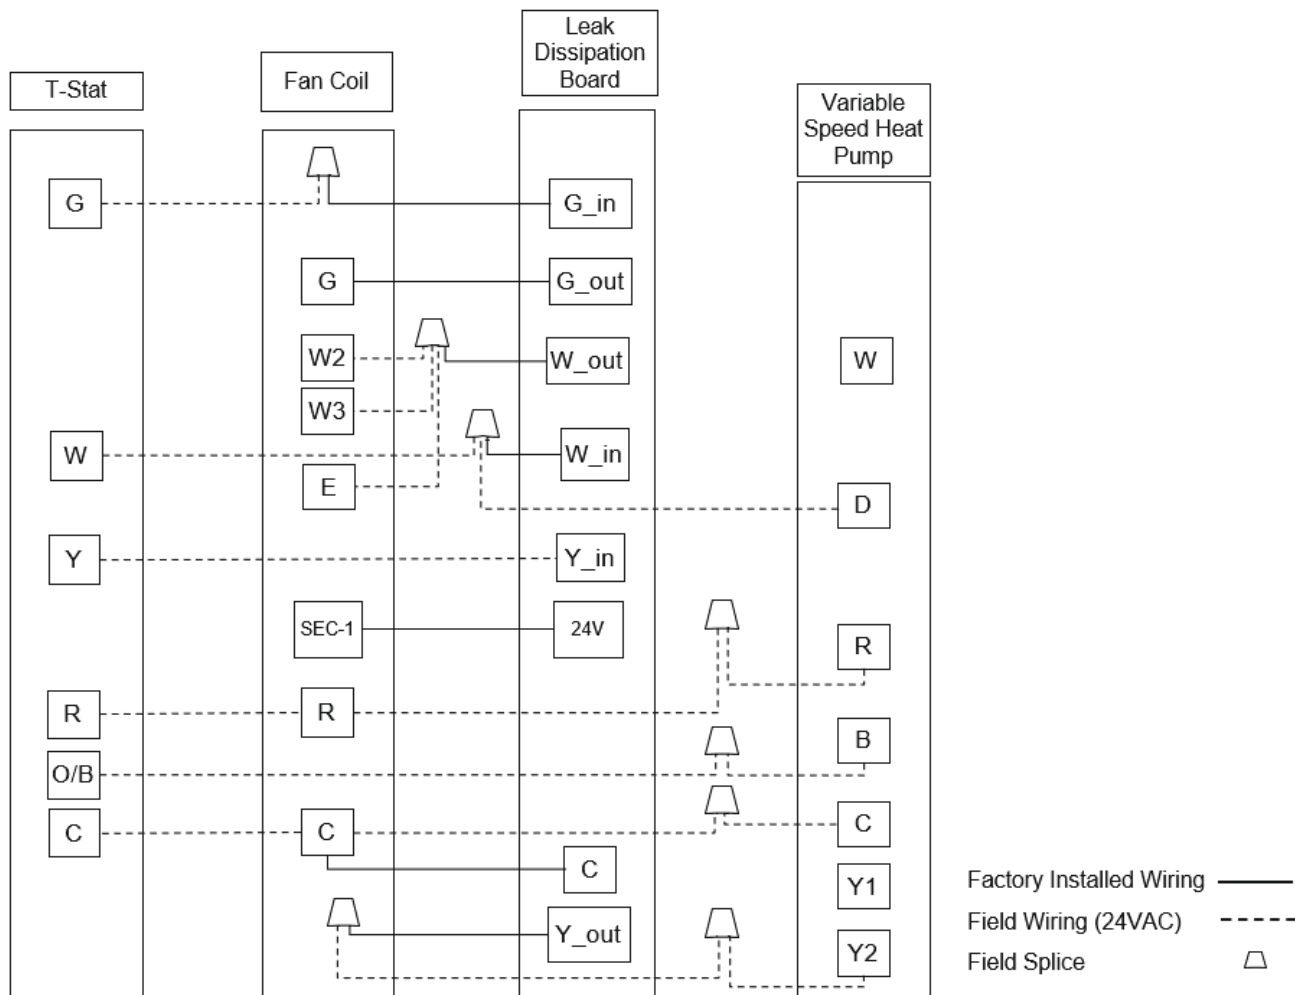 Leak
Dissipation
Board
T-Stat
Fan Coil
Variable
Speed Heat
Pump
G
G_in
G
G_out
W2
W_out
W
W3
W
W_in
E
D
Y
Y_in
SEC-1
24V
R
R
R
B
O/B
C
C
C
C
Y1
Factory Installed Wiring
Field Wiring (24VAC)
Y_out
Y2
Field Splice